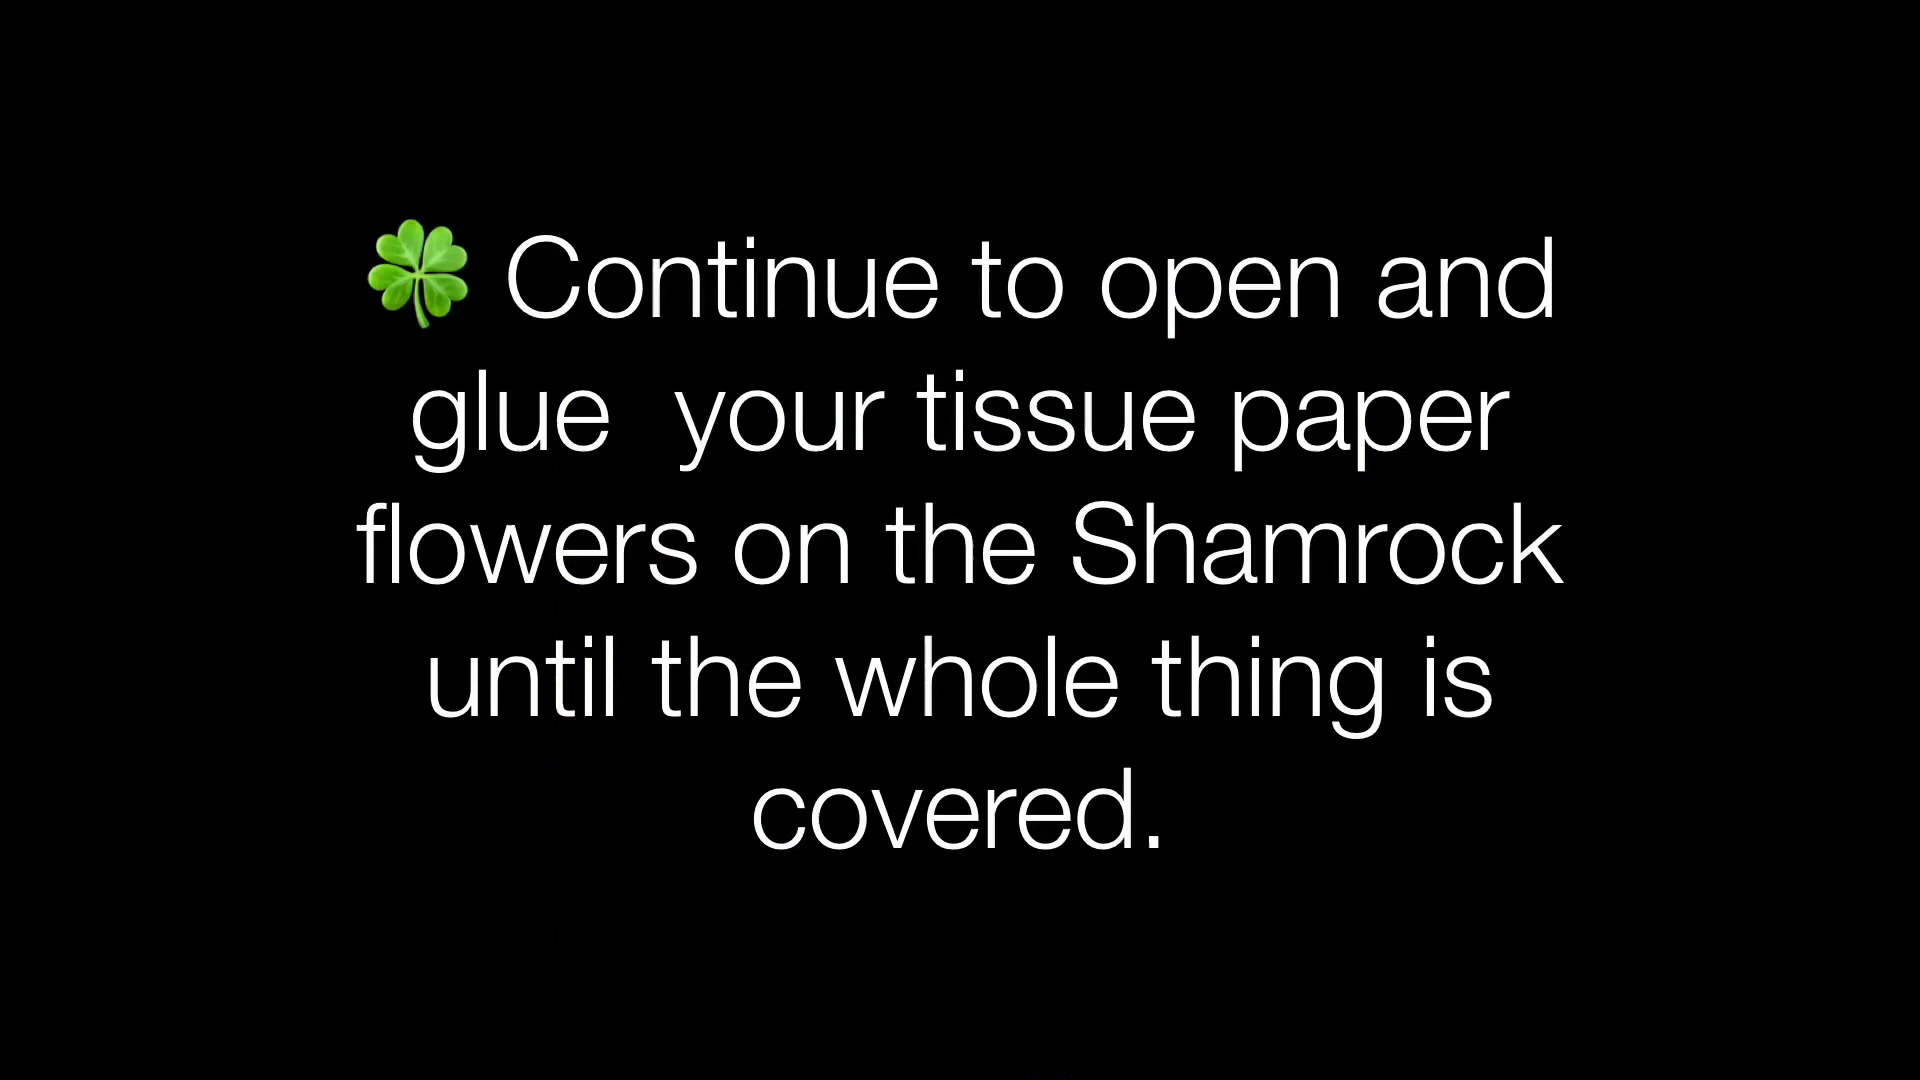 🍀 Continue to open and
glue  your tissue paper
flowers on the Shamrock
until the whole thing is
covered.